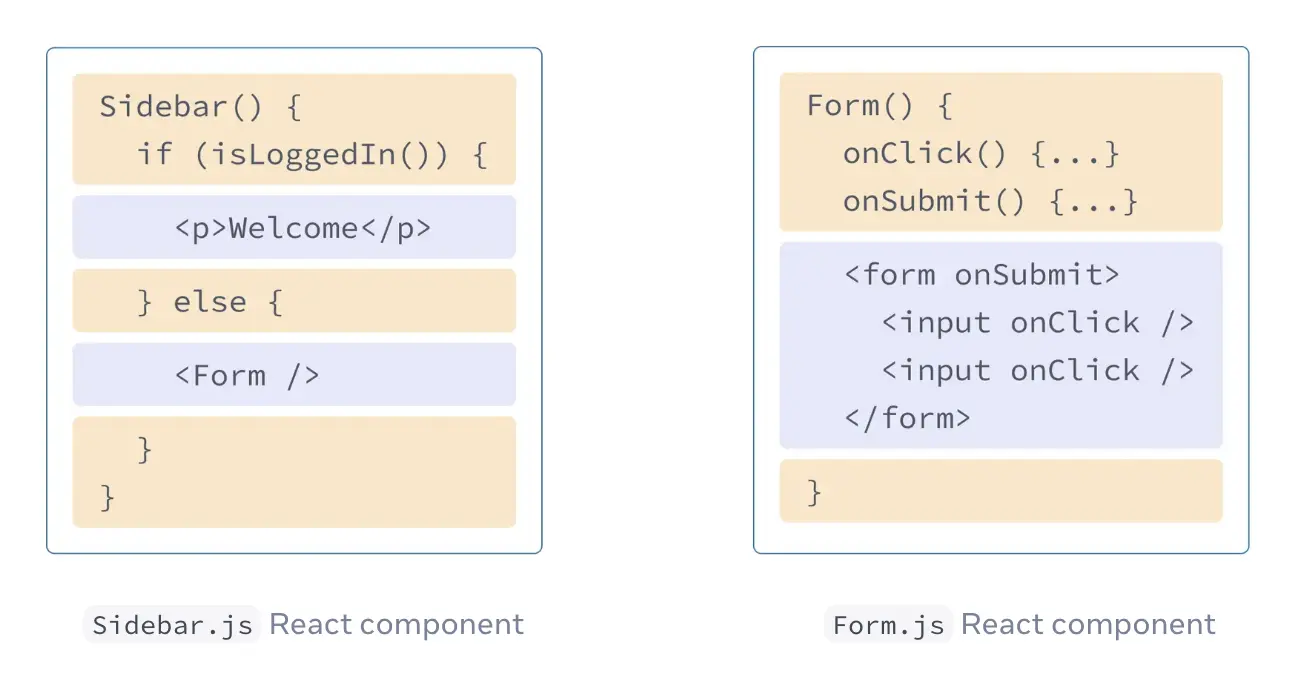 Sidebar() {
  if (isLoggedIn()) {
    <p>Welcome</p>
  } else {
    <Form />
  }
}
Sidebar.js React component
Form() {
  onClick() {...}
  onSubmit() {...}
  <form onSubmit>
    <input onClick />
    <input onClick />
  </form>
}
Form.js React component